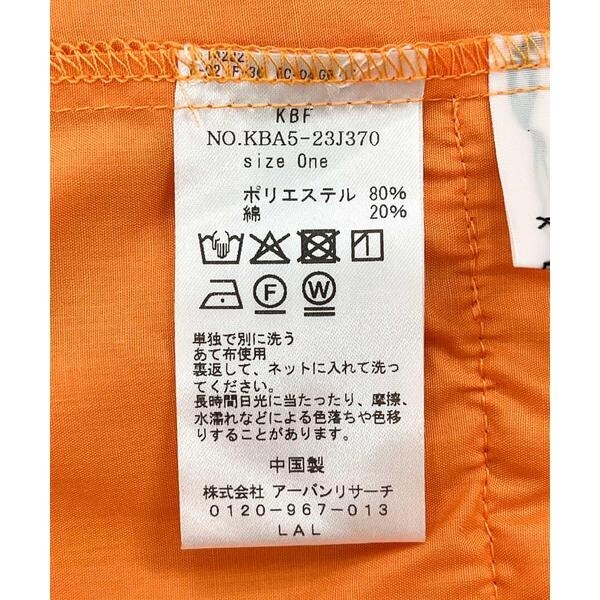 KBF
NO.KBA5-23J370
size One
ポリエステル 80%
綿 20%
F W
単独で別に洗う
あて布使用
裏返して、ネットに入れて洗っ
てください。
長時間日光に当たったり、摩擦、
水濡れなどによる色落ちや色移
りすることがあります。
中国製
株式会社 アーバンリサーチ
0120-967-013
LAL